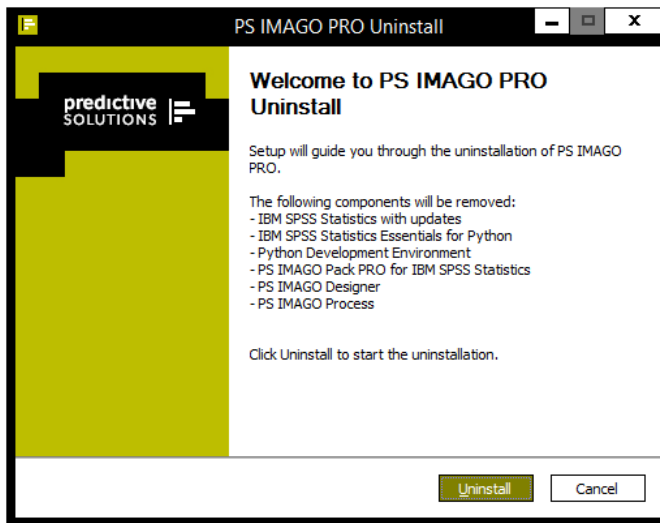 PS IMAGO PRO Uninstall
predictive
SOLUTIONS
Welcome to PS IMAGO PRO
Uninstall
Setup will guide you through the uninstallation of PS IMAGO
PRO.
The following components will be removed:
- IBM SPSS Statistics with updates
- IBM SPSS Statistics Essentials for Python
- Python Development Environment
- PS IMAGO Pack PRO for IBM SPSS Statistics
- PS IMAGO Designer
- PS IMAGO Process
Click Uninstall to start the uninstallation.
Uninstall
Cancel